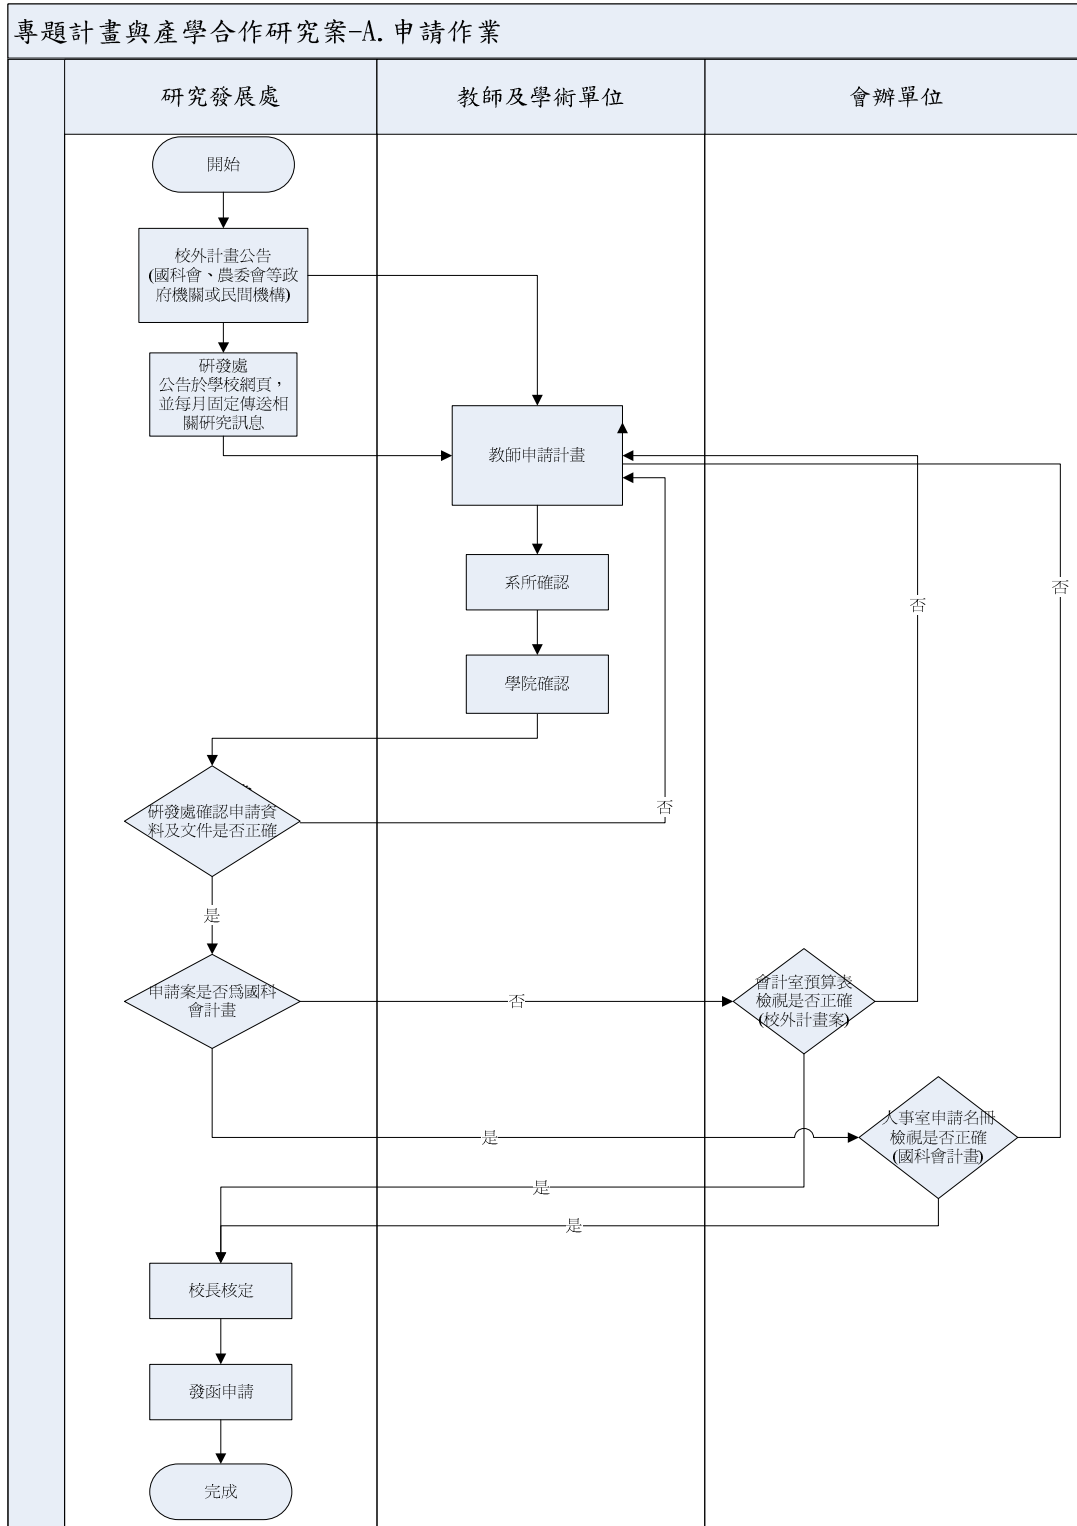 專題計畫與產學合作研究案-A.申請作業
研究發展處
教師及學術單位
會辦單位
開始
校外計畫公告
(國科會、農委會等政
府機關或民間機構)
研發處
公告於學校網頁，
並每月固定傳送相
關研究訊息
教師申請計畫
系所確認
否
否
學院確認
研發處確認申請資
料及文件是否正確
否
是
申請案是否為國科
會計畫
否
會計室預算表
檢視是否正確
(校外計畫案)
人事室申請名冊
檢視是否正確
(國科會計畫)
是
是
是
校長核定
發函申請
完成